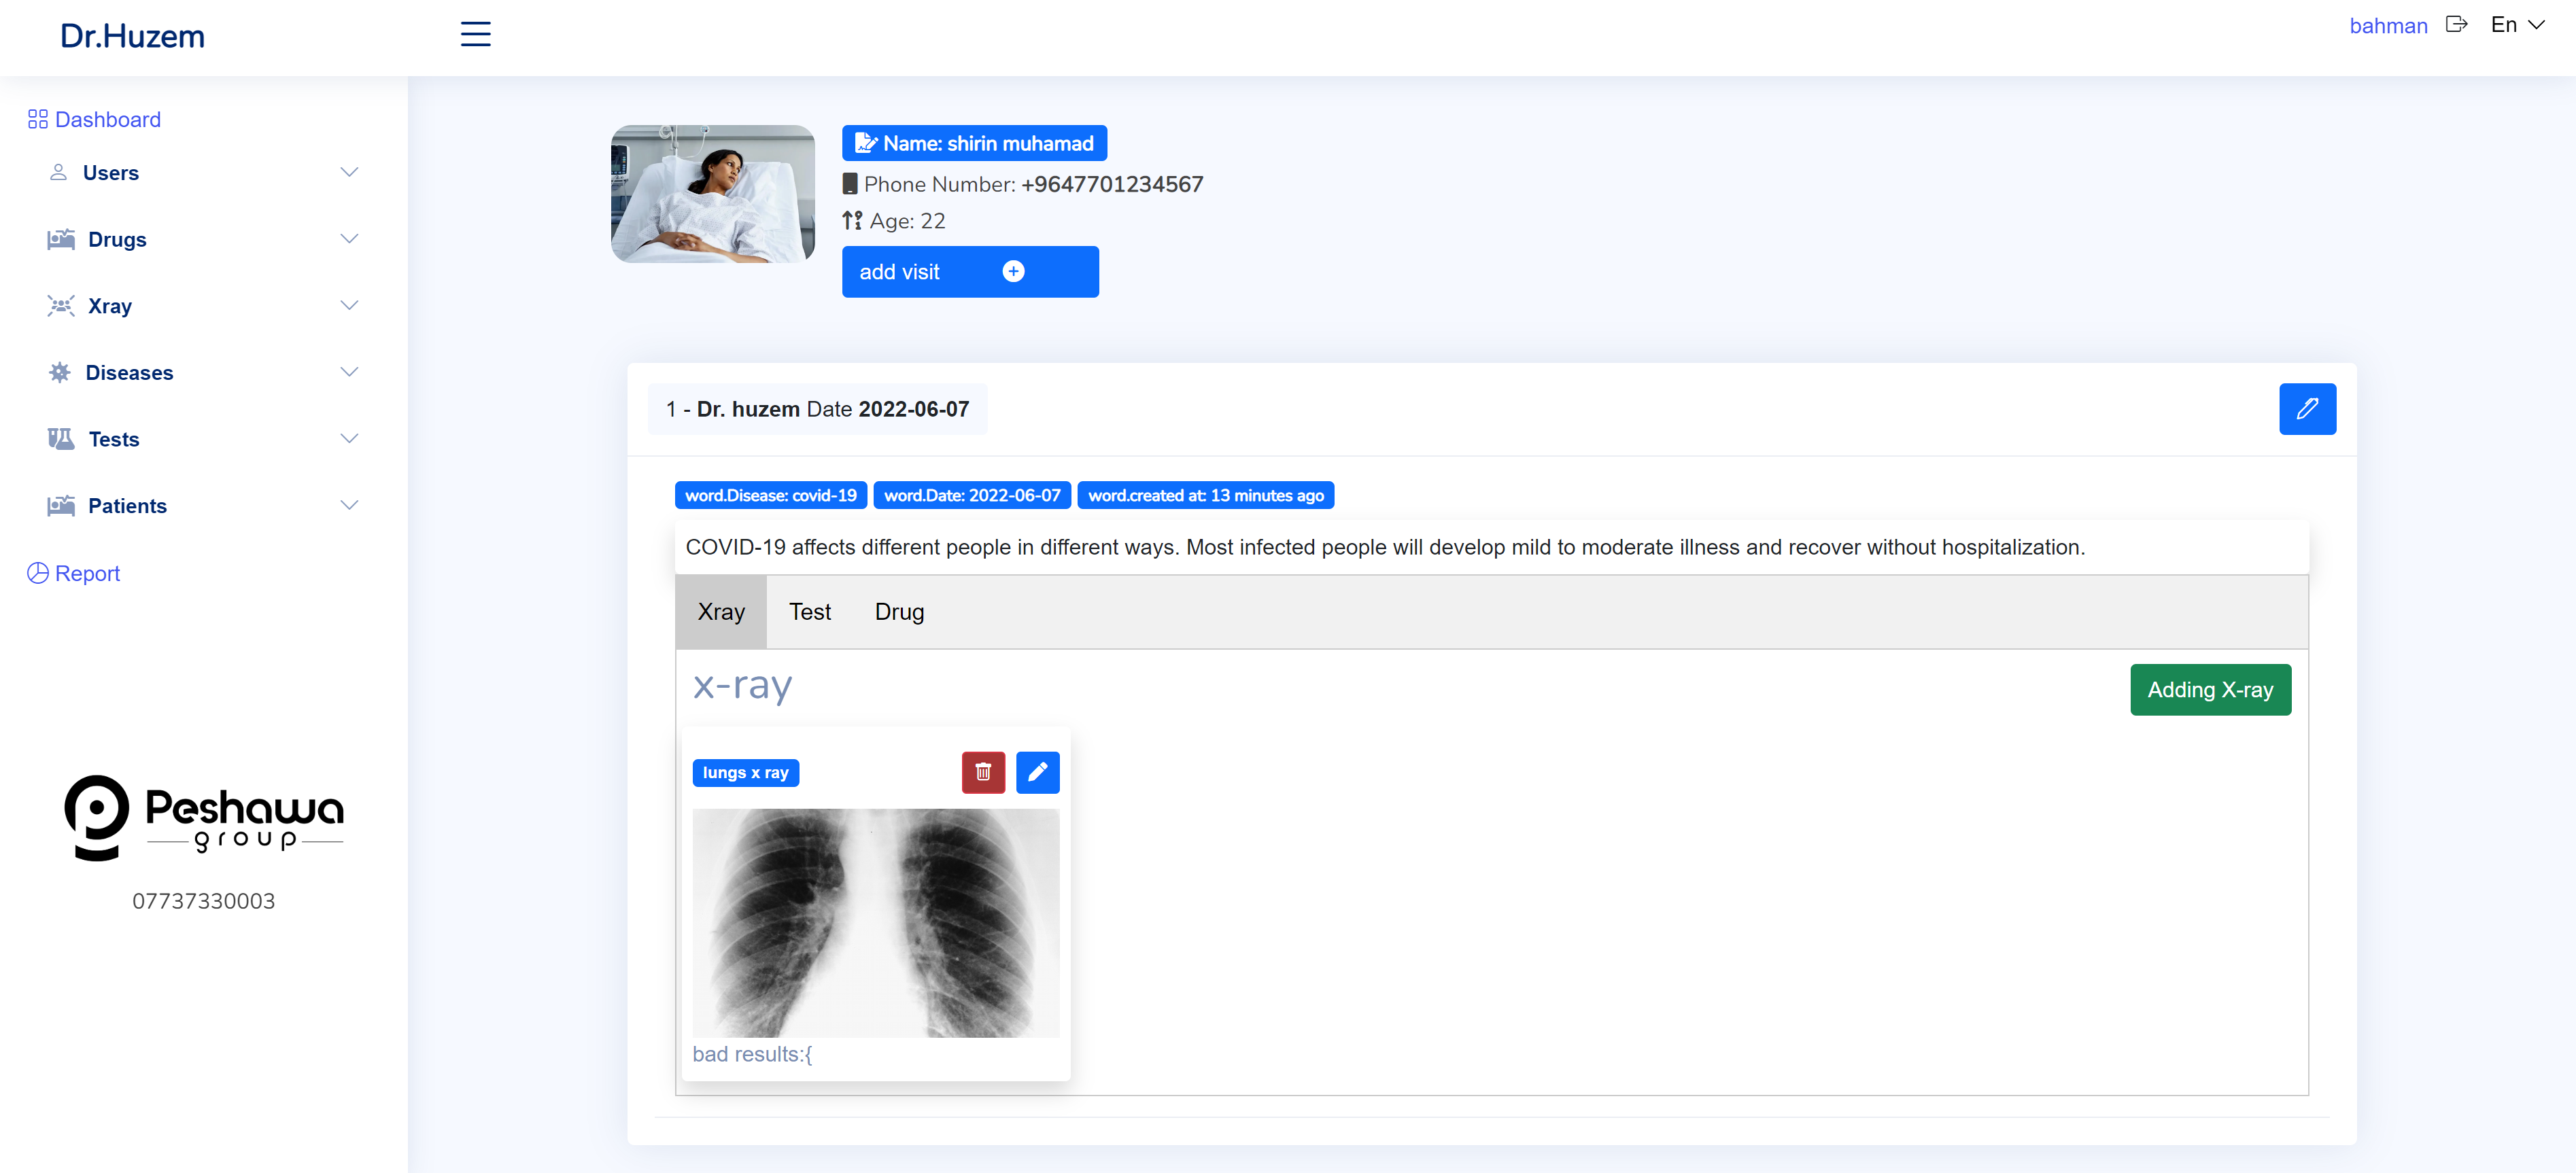 Dr.Huzem
bahman
En
Dashboard
Users
Drugs
Xray
Diseases
Tests
Patients
Report
Peshawa
group
07737330003
Name: shirin muhamad
Phone Number: +9647701234567
Age: 22
add visit
1 - Dr. huzem Date 2022-06-07
word.Disease: covid-19 word.Date: 2022-06-07 word.created at: 13 minutes ago
COVID-19 affects different people in different ways. Most infected people will develop mild to moderate illness and recover without hospitalization.
Xray Test Drug
x-ray
Adding X-ray
lungs x ray
bad results:{